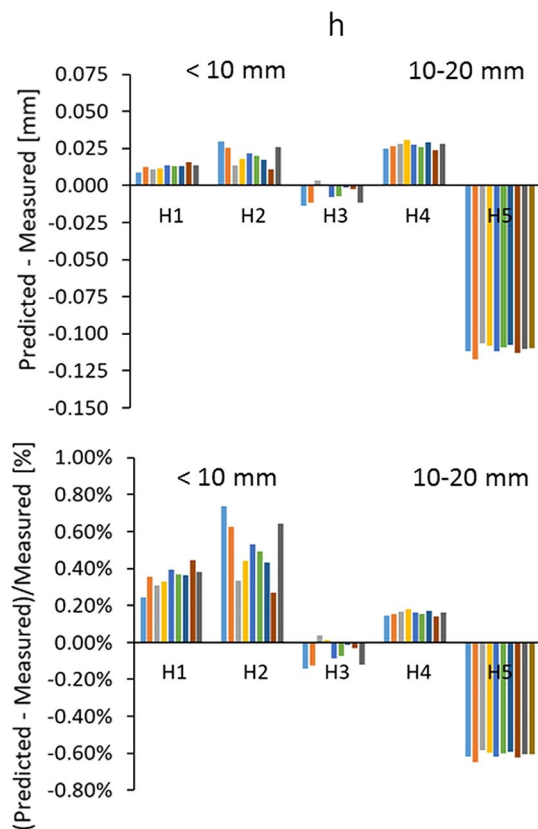 h
< 10 mm 10-20 mm
Predicted - Measured [mm]
0.075
0.050
0.025
0.000
-0.025
-0.050
-0.075
-0.100
-0.125
-0.150
H1 H2 H3 H4 H5
< 10 mm 10-20 mm
(Predicted - Measured)/Measured [%]
1.00%
0.80%
0.60%
0.40%
0.20%
0.00%
-0.20%
-0.40%
-0.60%
-0.80%
H1 H2 H3 H4 H5